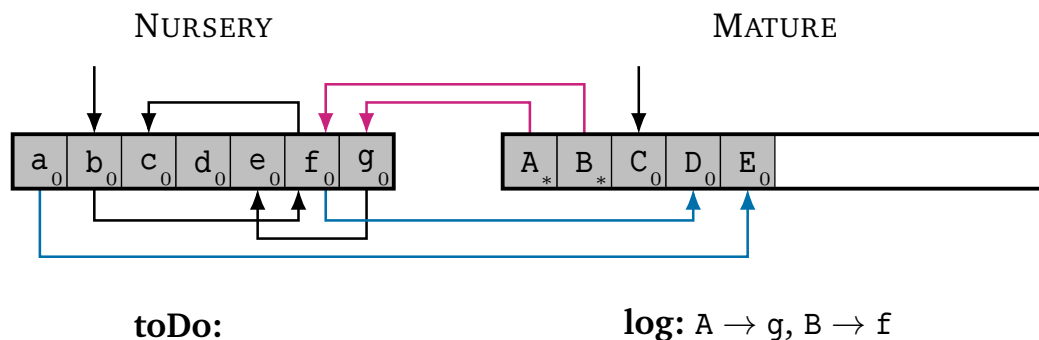 NURSERY MATURE
a₀ b₀ c₀ d₀ e₀ f₀ g₀ A* B* C₀ D₀ E₀
toDo: log: A → g, B → f